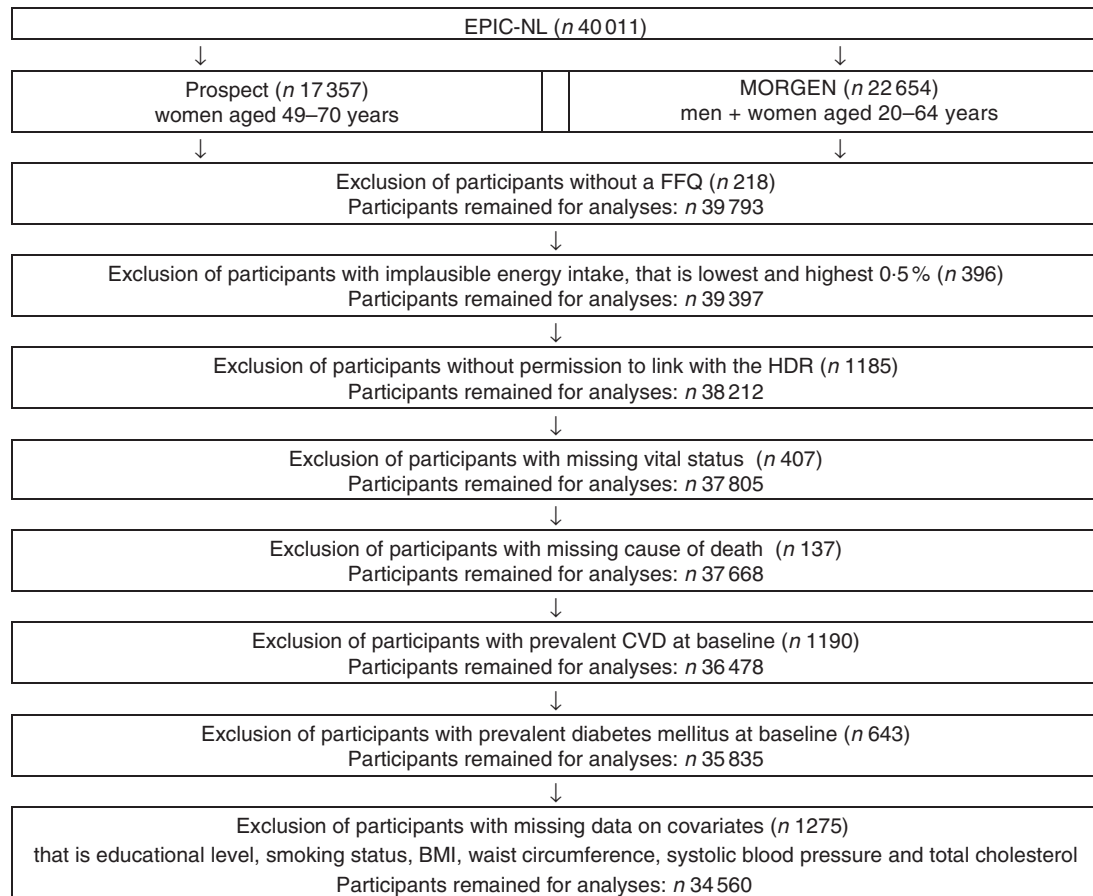 EPIC-NL (n 40 011)
↓ ↓
Prospect (n 17 357)
women aged 49–70 years
MORGEN (n 22 654)
men + women aged 20–64 years
↓ ↓
Exclusion of participants without a FFQ (n 218)
Participants remained for analyses: n 39 793
↓
Exclusion of participants with implausible energy intake, that is lowest and highest 0·5 % (n 396)
Participants remained for analyses: n 39 397
↓
Exclusion of participants without permission to link with the HDR (n 1185)
Participants remained for analyses: n 38 212
↓
Exclusion of participants with missing vital status (n 407)
Participants remained for analyses: n 37 805
↓
Exclusion of participants with missing cause of death (n 137)
Participants remained for analyses: n 37 668
↓
Exclusion of participants with prevalent CVD at baseline (n 1190)
Participants remained for analyses: n 36 478
↓
Exclusion of participants with prevalent diabetes mellitus at baseline (n 643)
Participants remained for analyses: n 35 835
↓
Exclusion of participants with missing data on covariates (n 1275)
that is educational level, smoking status, BMI, waist circumference, systolic blood pressure and total cholesterol
Participants remained for analyses: n 34 560